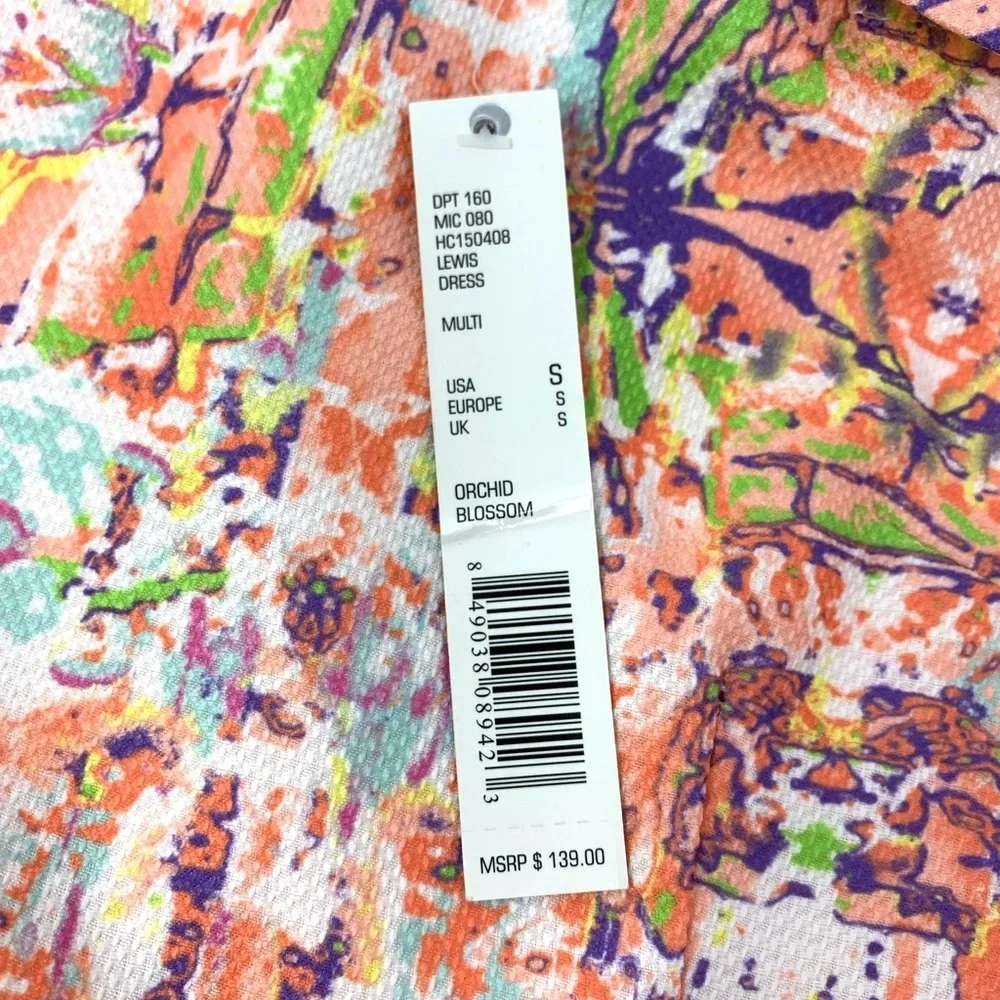 DPT 160
MIC 080
HC150408
LEWIS
DRESS
MULTI
USA S
EUROPE S
UK S
ORCHID
BLOSSOM
8 49038 08942 3
MSRP $ 139.00